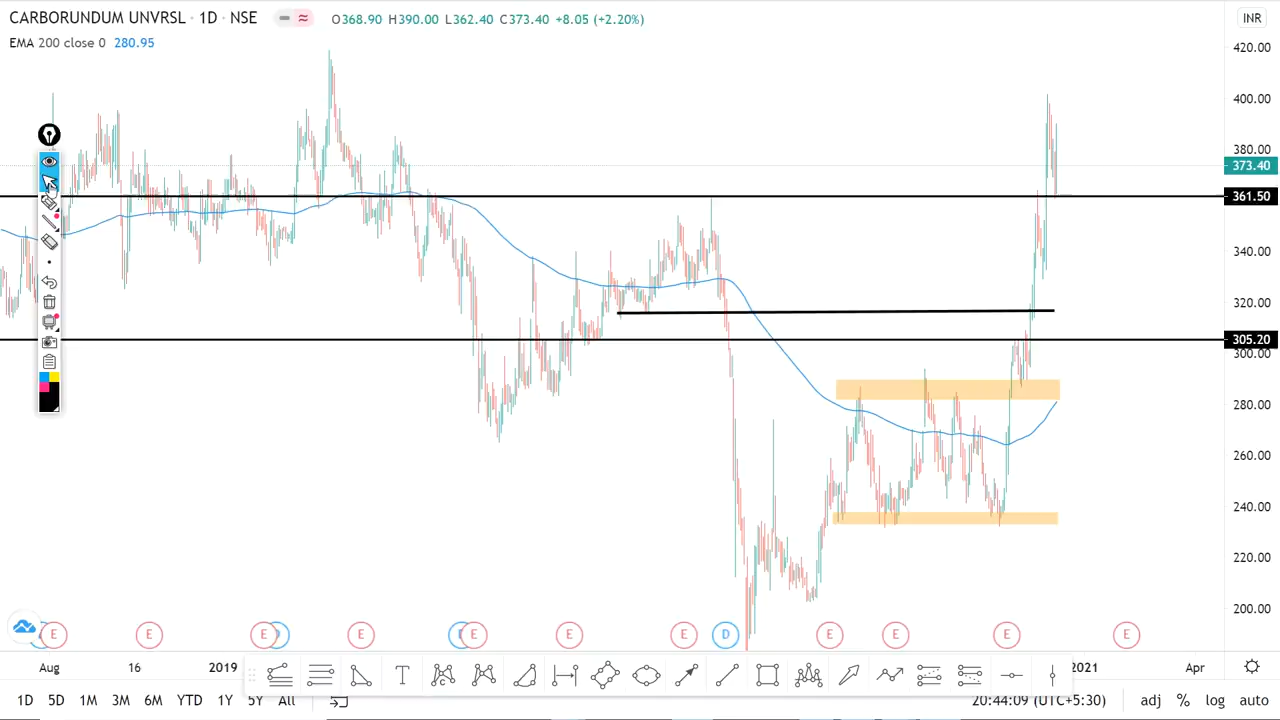 CARBORUNDUM UNVRSL · 1D · NSE
O368.90 H390.00 L362.40 C373.40 +8.05 (+2.20%)
INR
EMA 200 close 0 280.95
420.00
400.00
380.00
373.40
361.50
340.00
320.00
305.20
300.00
280.00
260.00
240.00
220.00
200.00
E E E E E E E D E E E E
Aug 16 2019 2021 Apr
T C
1D 5D 1M 3M 6M YTD 1Y 5Y All 20:44:09 (UTC+5:30) adj % log auto